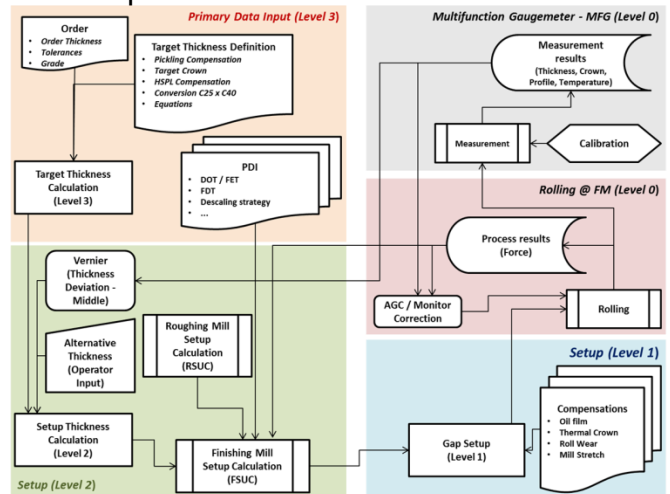 Primary Data Input (Level 3)
Order
• Order Thickness
• Tolerances
• Grade
Target Thickness Definition
• Pickling Compensation
• Target Crown
• HSPL Compensation
• Conversion C25 x C40
• Equations
PDI
• DOT / FET
• FDT
• Descaling strategy
• ...
Target Thickness
Calculation
(Level 3)
Multifunction Gaugemeter - MFG (Level 0)
Measurement
results
(Thickness, Crown,
Profile, Temperature)
Measurement
Calibration
Rolling @ FM (Level 0)
Process results
(Force)
AGC / Monitor
Correction
Rolling
Vernier
(Thickness
Deviation -
Middle)
Alternative
Thickness
(Operator
Input)
Roughing Mill
Setup
Calculation
(RSUC)
Setup Thickness
Calculation
(Level 2)
Finishing Mill
Setup Calculation
(FSUC)
Setup (Level 2)
Setup (Level 1)
Compensations
• Oil film
• Thermal Crown
• Roll Wear
• Mill Stretch
Gap Setup
(Level 1)